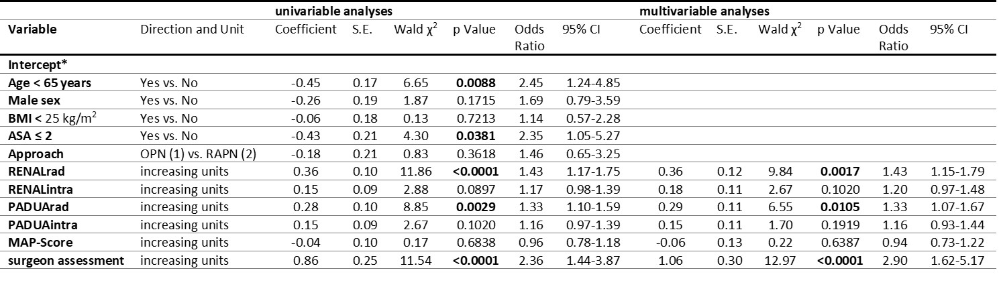 univariable analyses multivariable analyses
Variable Direction and Unit Coefficient S.E. Wald χ² p Value Odds Ratio 95% CI Coefficient S.E. Wald χ² p Value Odds Ratio 95% CI
Intercept*
Age < 65 years Yes vs. No -0.45 0.17 6.65 0.0088 2.45 1.24-4.85
Male sex Yes vs. No -0.26 0.19 1.87 0.1715 1.69 0.79-3.59
BMI < 25 kg/m² Yes vs. No -0.06 0.18 0.13 0.7213 1.14 0.57-2.28
ASA ≤ 2 Yes vs. No -0.43 0.21 4.30 0.0381 2.35 1.05-5.27
Approach OPN (1) vs. RAPN (2) -0.18 0.21 0.83 0.3618 1.46 0.65-3.25
RENALrad increasing units 0.36 0.10 11.86 <0.0001 1.43 1.17-1.75 0.36 0.12 9.84 0.0017 1.43 1.15-1.79
RENALintra increasing units 0.15 0.09 2.88 0.0897 1.17 0.98-1.39 0.18 0.11 2.67 0.1020 1.20 0.97-1.48
PADUArad increasing units 0.28 0.10 8.85 0.0029 1.33 1.10-1.59 0.29 0.11 6.55 0.0105 1.33 1.07-1.67
PADUAintra increasing units 0.15 0.09 2.67 0.1020 1.16 0.97-1.39 0.15 0.11 1.70 0.1919 1.16 0.93-1.44
MAP-Score increasing units -0.04 0.10 0.17 0.6838 0.96 0.78-1.18 -0.06 0.13 0.22 0.6387 0.94 0.73-1.22
surgeon assessment increasing units 0.86 0.25 11.54 <0.0001 2.36 1.44-3.87 1.06 0.30 12.97 <0.0001 2.90 1.62-5.17